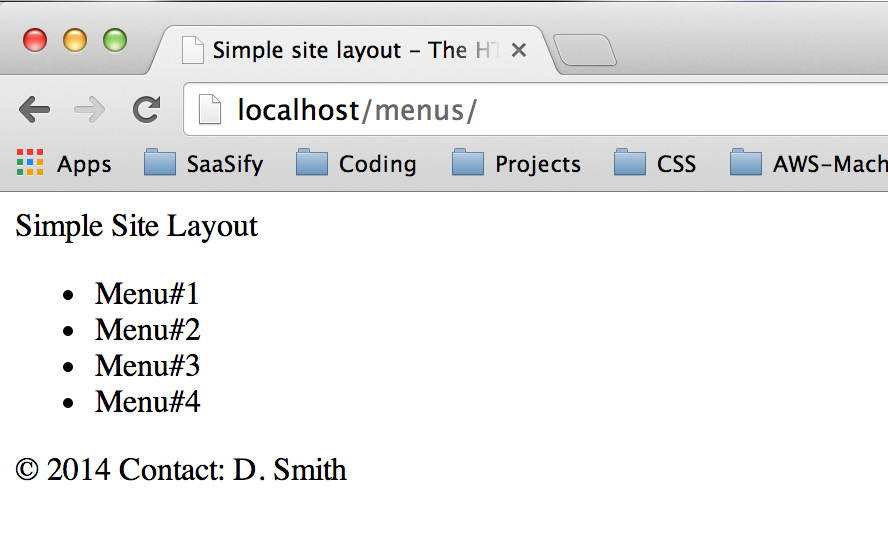 Simple site layout – The HT
localhost/menus/
Apps SaaSify Coding Projects CSS AWS-Mach
Simple Site Layout
• Menu#1
• Menu#2
• Menu#3
• Menu#4
© 2014 Contact: D. Smith